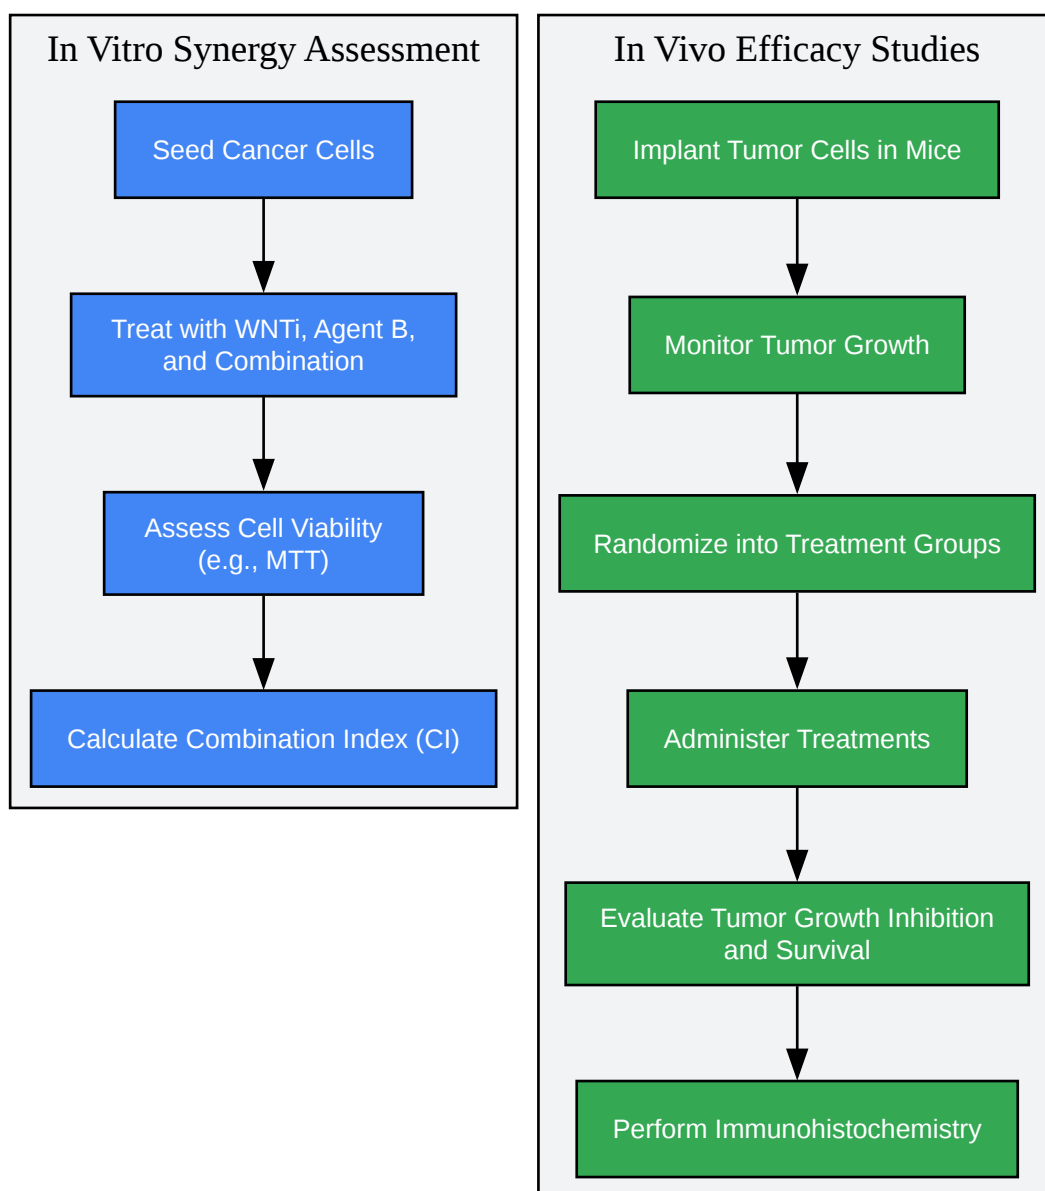 In Vitro Synergy Assessment
Seed Cancer Cells
Treat with WNTi, Agent B,
and Combination
Assess Cell Viability
(e.g., MTT)
Calculate Combination Index (CI)
In Vivo Efficacy Studies
Implant Tumor Cells in Mice
Monitor Tumor Growth
Randomize into Treatment Groups
Administer Treatments
Evaluate Tumor Growth Inhibition
and Survival
Perform Immunohistochemistry